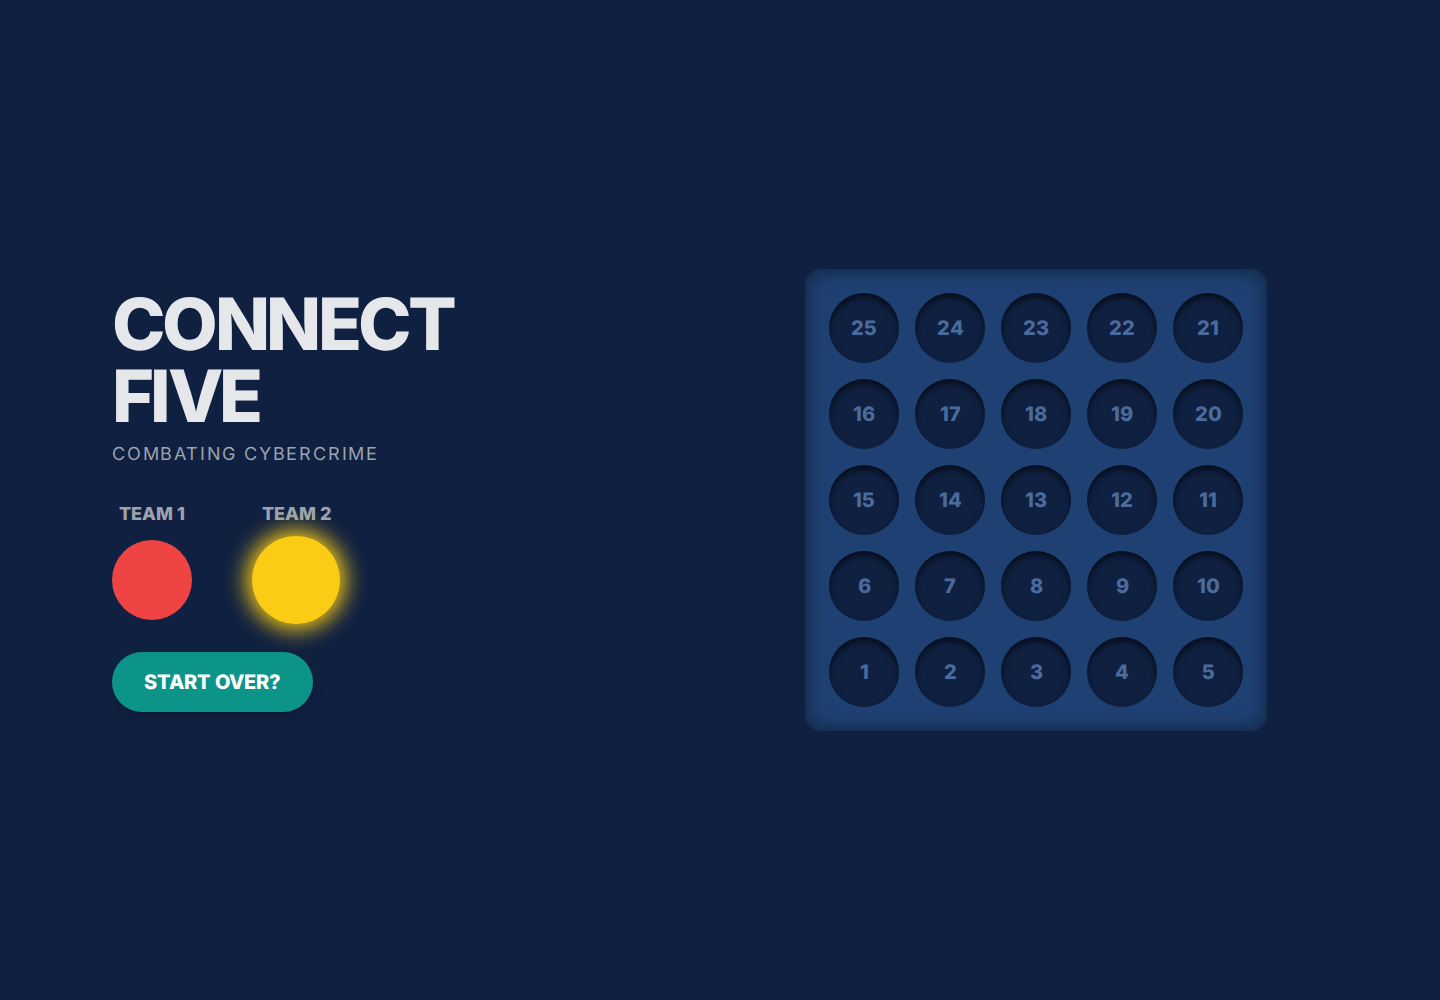 CONNECT
FIVE
COMBATING CYBERCRIME
TEAM 1 TEAM 2
START OVER?
25 24 23 22 21
16 17 18 19 20
15 14 13 12 11
6 7 8 9 10
1 2 3 4 5